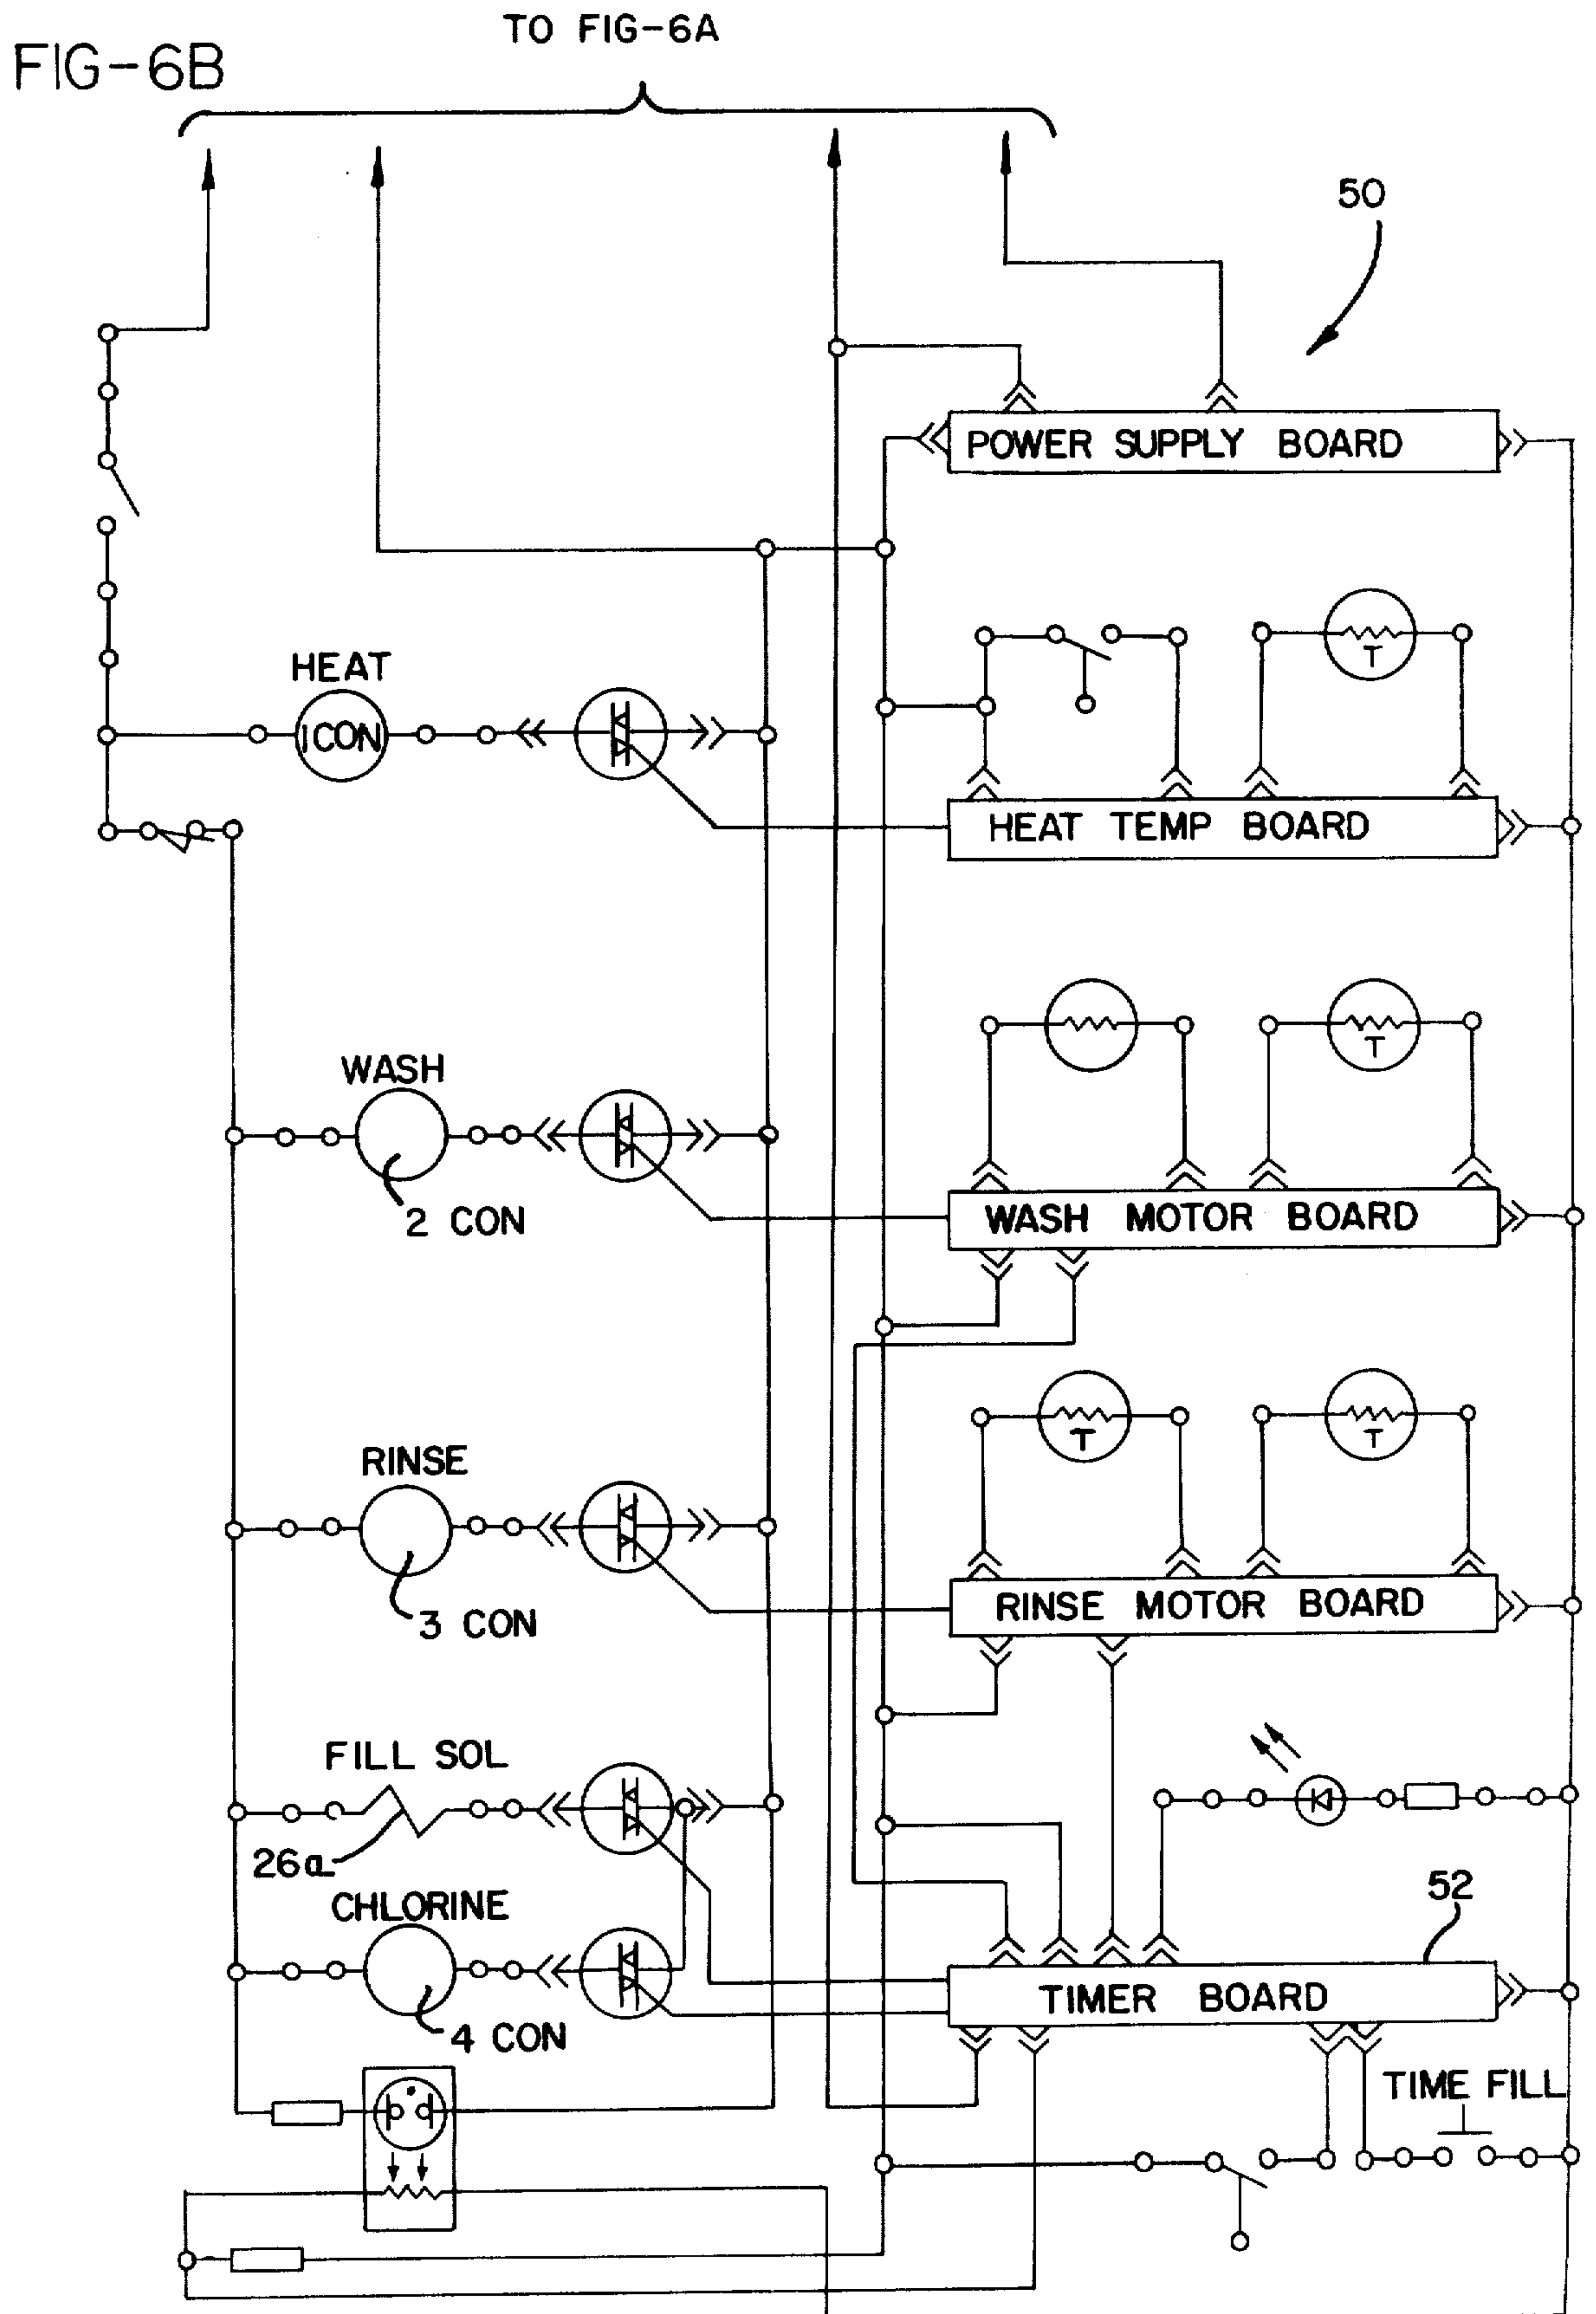 TO FIG-6A
FIG-6B
50
POWER SUPPLY BOARD
HEAT
1CON
T
HEAT TEMP BOARD
WASH
2 CON
T
WASH MOTOR BOARD
RINSE
3 CON
T
T
RINSE MOTOR BOARD
FILL SOL
26a
CHLORINE
4 CON
52
TIMER BOARD
TIME FILL